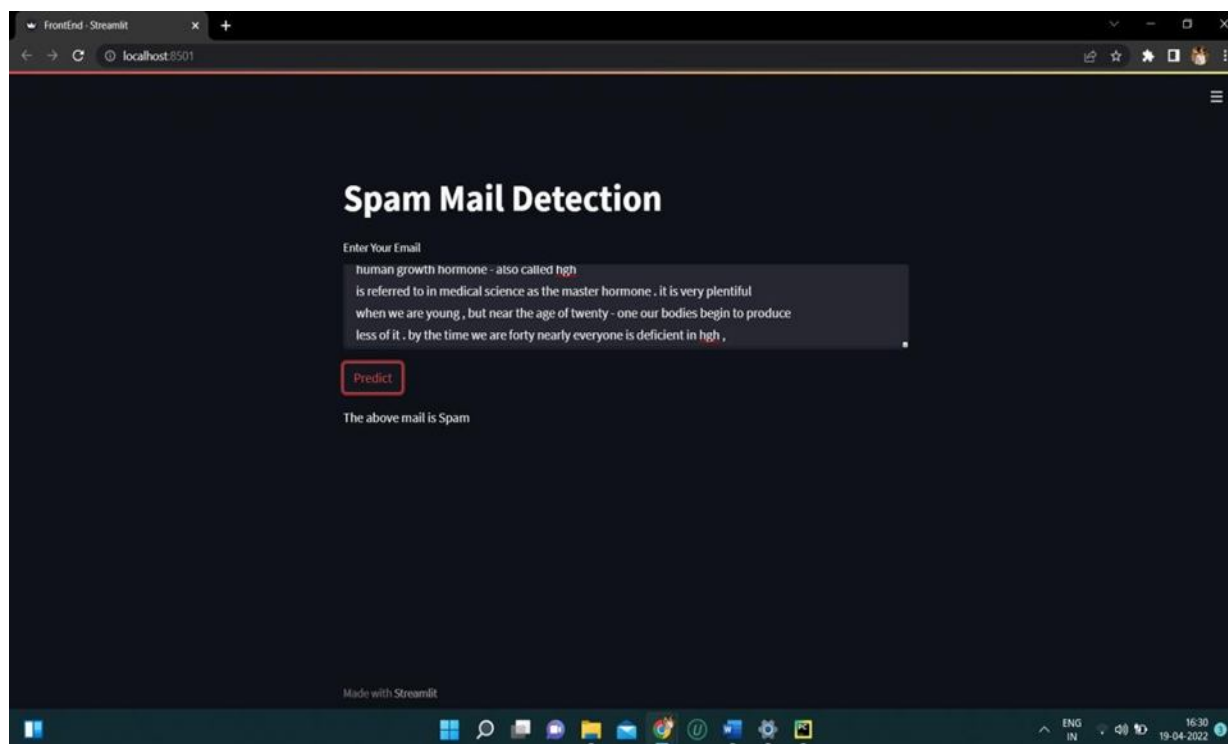 FrontEnd · Streamlit
localhost:8501
Spam Mail Detection
Enter Your Email
human growth hormone - also called hgh
is referred to in medical science as the master hormone . it is very plentiful
when we are young , but near the age of twenty - one our bodies begin to produce
less of it . by the time we are forty nearly everyone is deficient in hgh ,
Predict
The above mail is Spam
Made with Streamlit
ENG
IN
16:30
19-04-2022